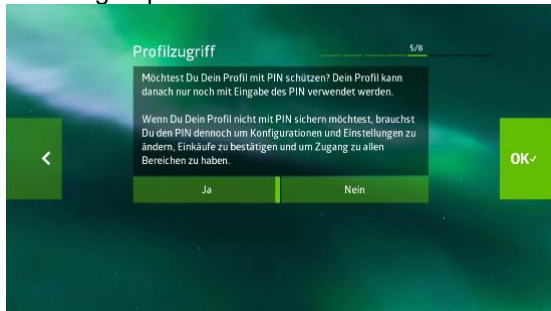 Profilzugriff
5/8
Möchtest Du Dein Profil mit PIN schützen? Dein Profil kann
danach nur noch mit Eingabe des PIN verwendet werden.
Wenn Du Dein Profil nicht mit PIN sichern möchtest, brauchst
Du den PIN dennoch um Konfigurationen und Einstellungen zu
ändern, Einkäufe zu bestätigen und um Zugang zu allen
Bereichen zu haben.
OK
Ja
Nein